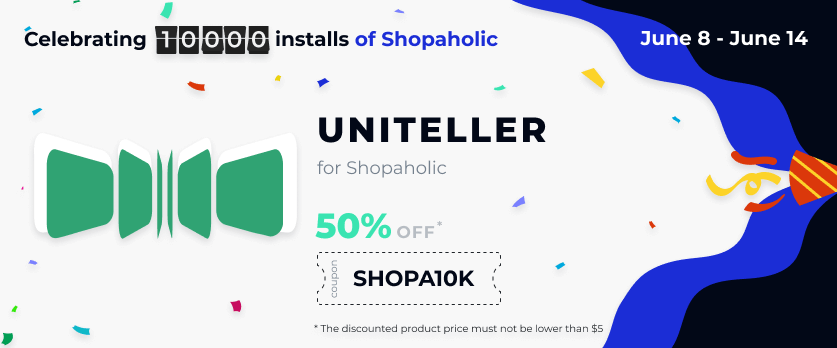 Celebrating 10000 installs of Shopaholic
June 8 - June 14
UNITELLER
for Shopaholic
50% OFF*
coupon
SHOPA10K
* The discounted product price must not be lower than $5